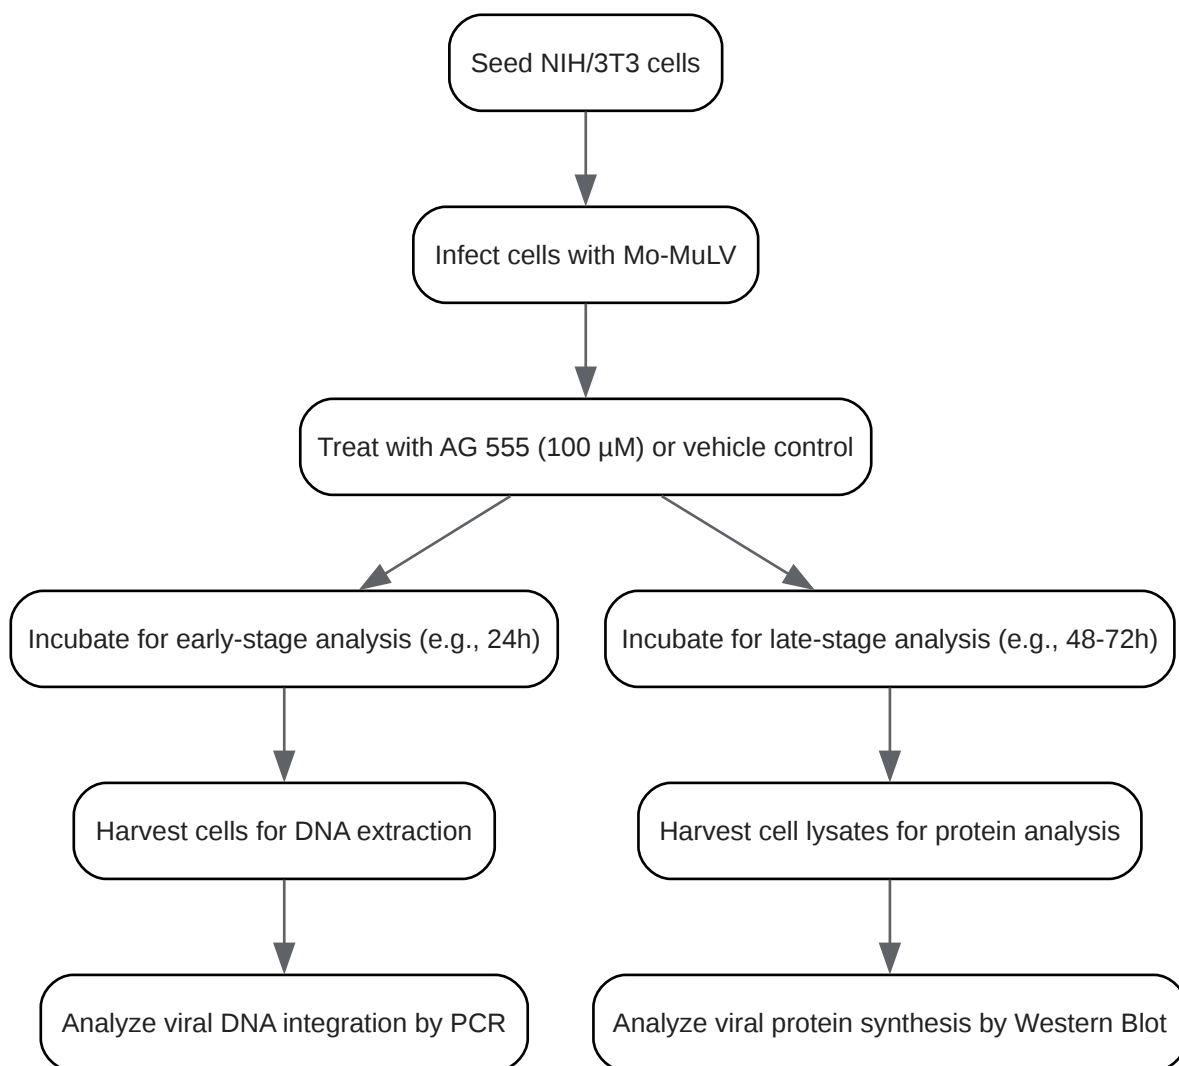 Seed NIH/3T3 cells
Infect cells with Mo-MuLV
Treat with AG 555 (100 µM) or vehicle control
Incubate for early-stage analysis (e.g., 24h)
Incubate for late-stage analysis (e.g., 48-72h)
Harvest cells for DNA extraction
Harvest cell lysates for protein analysis
Analyze viral DNA integration by PCR
Analyze viral protein synthesis by Western Blot